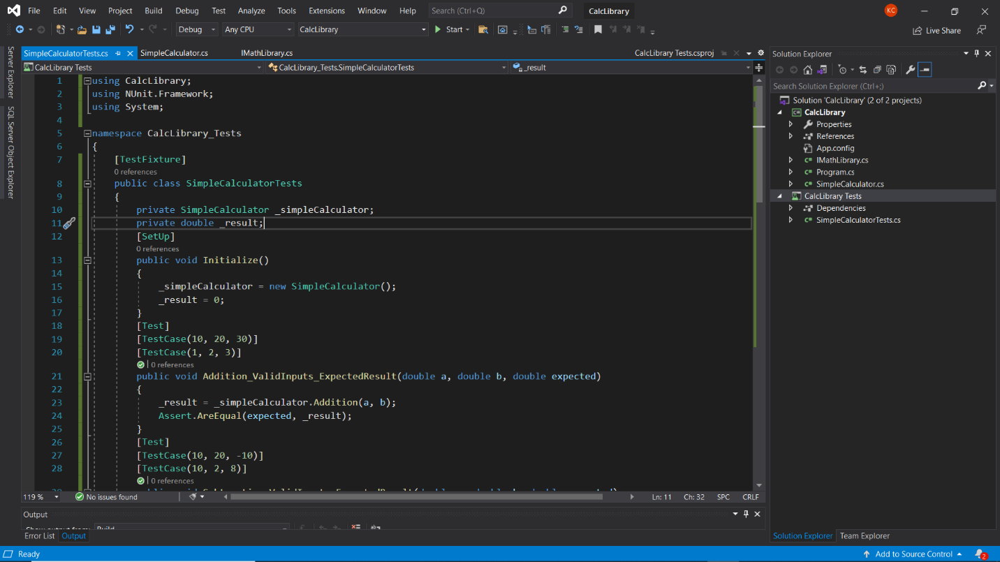 File Edit View Project Build Debug Test Analyze Tools Extensions Window Help Search (Ctrl+Q) CalcLibrary KC
Debug Any CPU CalcLibrary Start Live Share
Server Explorer
SQL Server Object Explorer
SimpleCalculatorTests.cs SimpleCalculator.cs IMathLibrary.cs CalcLibrary Tests.csproj
CalcLibrary Tests CalcLibrary_Tests.SimpleCalculatorTests _result
1 using CalcLibrary;
2 using NUnit.Framework;
3 using System;
4
5 namespace CalcLibrary_Tests
6 {
7 [TestFixture]
0 references
8 public class SimpleCalculatorTests
9 {
10 private SimpleCalculator _simpleCalculator;
11 private double _result;
12 [SetUp]
0 references
13 public void Initialize()
14 {
15 _simpleCalculator = new SimpleCalculator();
16 _result = 0;
17 }
18 [Test]
19 [TestCase(10, 20, 30)]
20 [TestCase(1, 2, 3)]
| 0 references
21 public void Addition_ValidInputs_ExpectedResult(double a, double b, double expected)
22 {
23 _result = _simpleCalculator.Addition(a, b);
24 Assert.AreEqual(expected, _result);
25 }
26 [Test]
27 [TestCase(10, 20, -10)]
28 [TestCase(10, 2, 8)]
| 0 references
119 % No issues found Ln: 11 Ch: 32 SPC CRLF
Output
Show output from: Build
Error List Output
Solution Explorer
Search Solution Explorer (Ctrl+;)
Solution 'CalcLibrary' (2 of 2 projects)
CalcLibrary
Properties
References
App.config
IMathLibrary.cs
Program.cs
SimpleCalculator.cs
CalcLibrary Tests
Dependencies
SimpleCalculatorTests.cs
Solution Explorer Team Explorer
Ready Add to Source Control 2